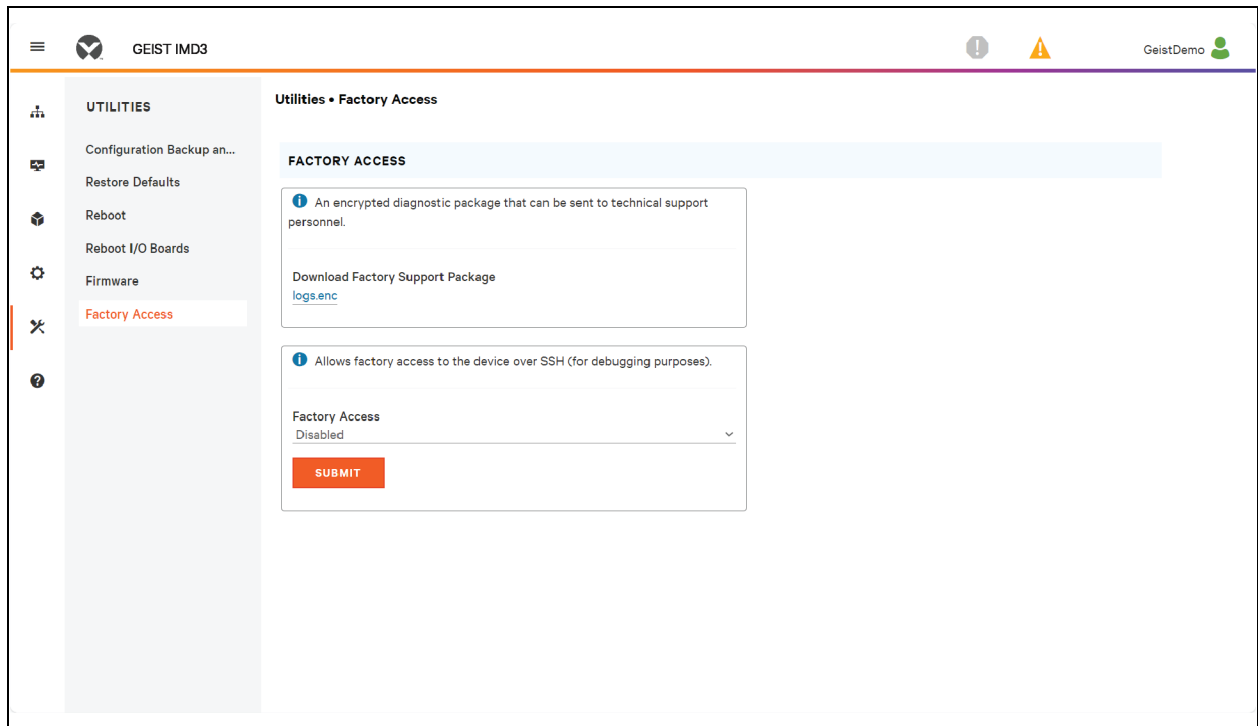 GEIST IMD3
GeistDemo
UTILITIES
Configuration Backup an...
Restore Defaults
Reboot
Reboot I/O Boards
Firmware
Factory Access
Utilities • Factory Access
FACTORY ACCESS
An encrypted diagnostic package that can be sent to technical support
personnel.
Download Factory Support Package
logs.enc
Allows factory access to the device over SSH (for debugging purposes).
Factory Access
Disabled
SUBMIT